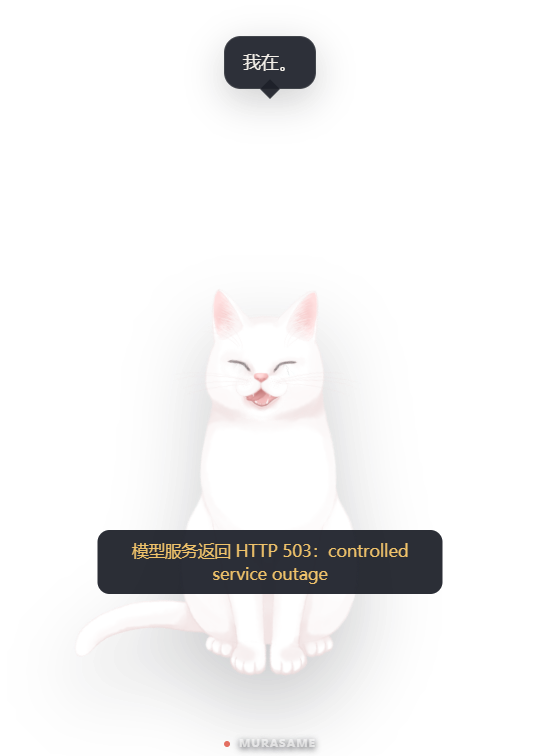 我在。
模型服务返回 HTTP 503：controlled
service outage
MURASAME